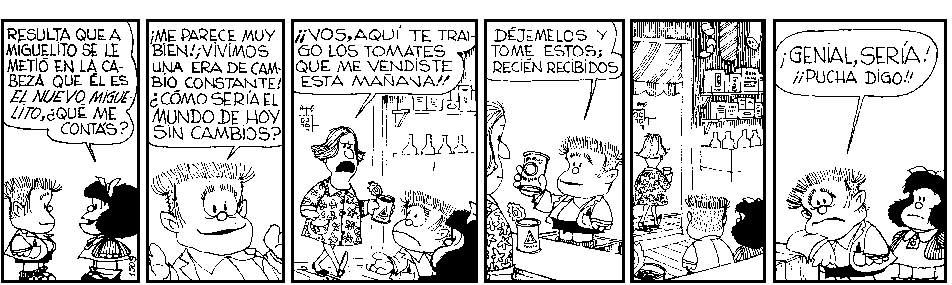 RESULTA QUE A
MIGUELITO SE LE
METIÓ EN LA CA-
BEZA QUE ÉL ES
EL NUEVO MIGUE-
LITO, ¿QUE ME
CONTÁS?
¡ME PARECE MUY
BIEN!; ¡VIVIMOS
UNA ERA DE CAM-
BIO CONSTANTE!
¿CÓMO SERÍA EL
MUNDO DE HOY
SIN CAMBIOS?
¡¡VOS, AQUÍ TE TRAI-
GO LOS TOMATES
QUE ME VENDISTE
ESTA MAÑANA!!
DÉJEMELOS Y
TOME ESTOS;
RECIÉN RECIBIDOS
¡GENIAL, SERÍA!
¡¡PUCHA DIGO!!